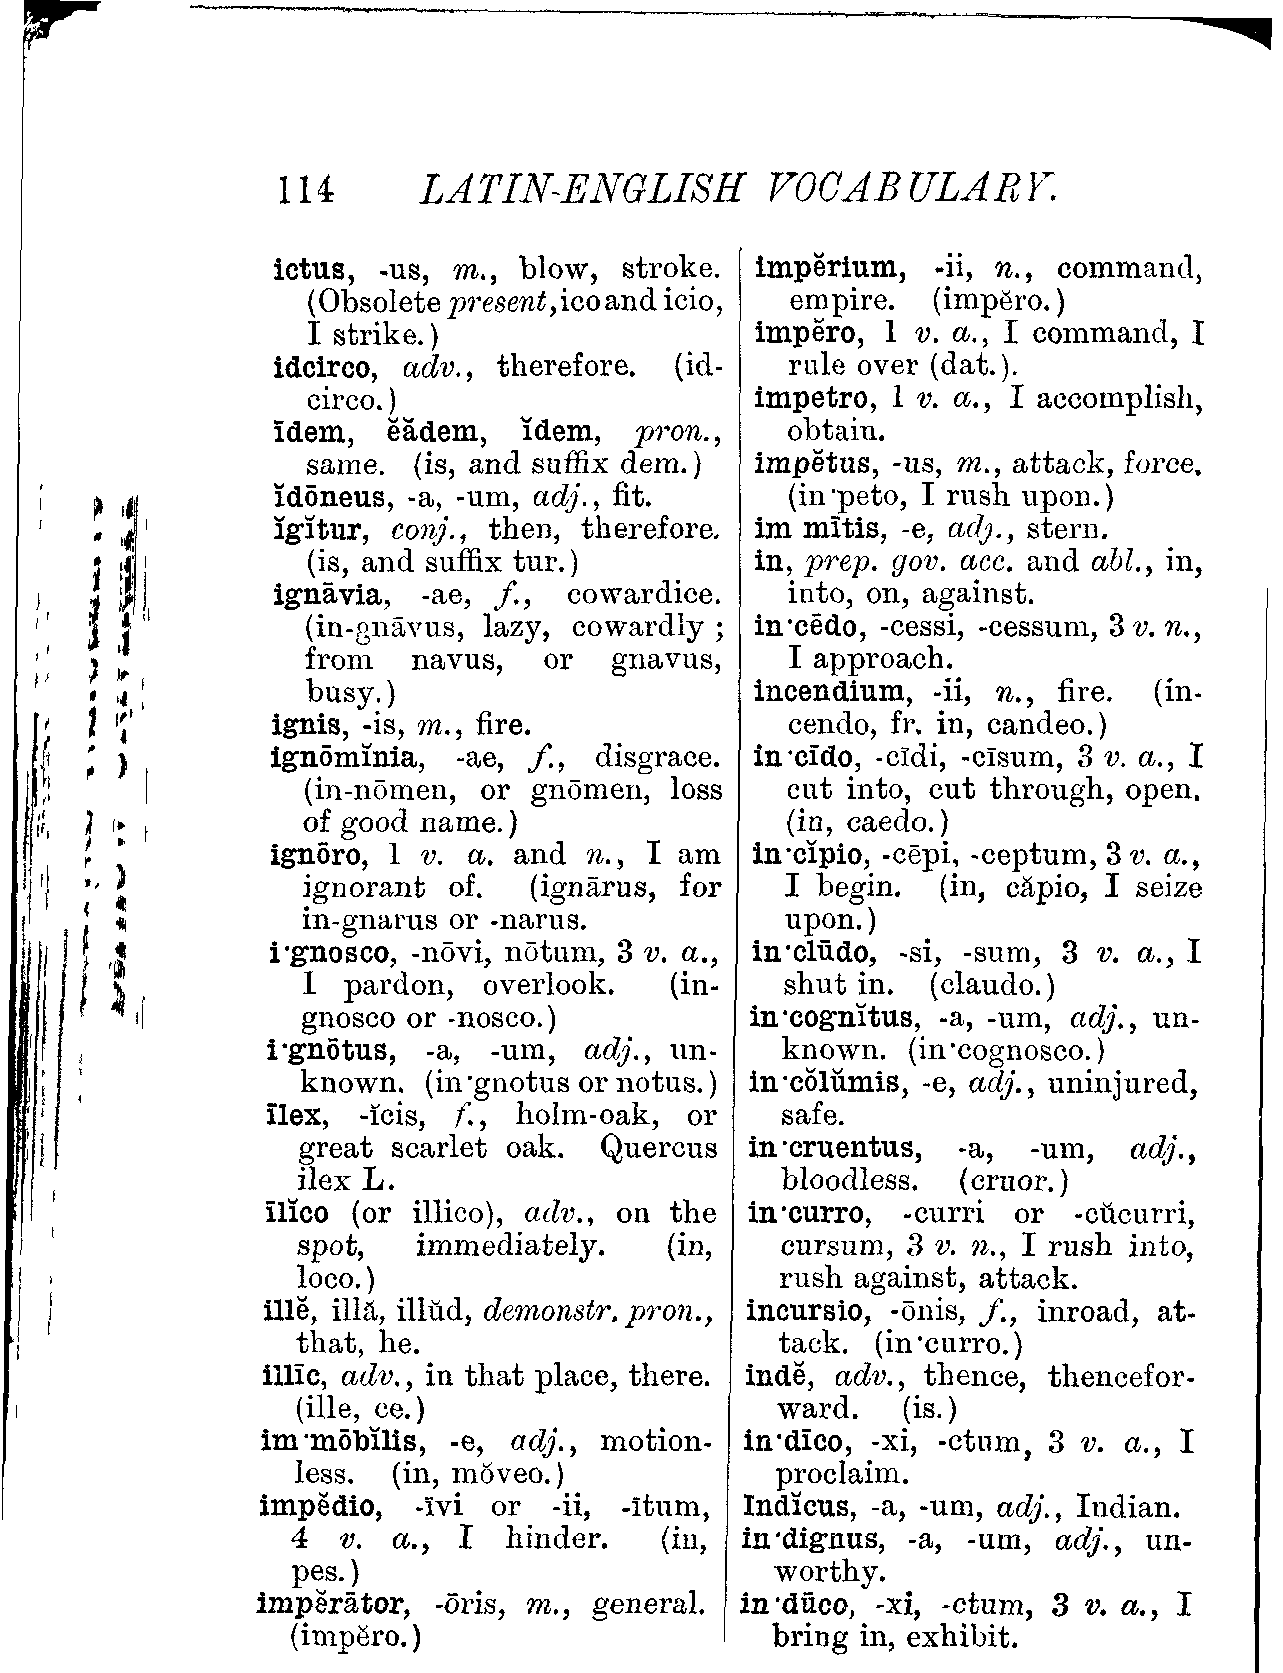 114 LATIN-ENGLISH VOCABULARY.
ictus, -us, m., blow, stroke.
(Obsolete present, ico and icio,
I strike.)
idcirco, adv., therefore. (id-
circo.)
īdem, ĕădem, ĭdem, pron.,
same. (is, and suffix dem.)
ĭdōneus, -a, -um, adj., fit.
ĭgĭtur, conj., then, therefore.
(is, and suffix tur.)
ignāvia, -ae, f., cowardice.
(in-gnāvus, lazy, cowardly ;
from navus, or gnavus,
busy.)
ignis, -is, m., fire.
ignōmĭnia, -ae, f., disgrace.
(in-nōmen, or gnōmen, loss
of good name.)
ignōro, 1 v. a. and n., I am
ignorant of. (ignārus, for
in-gnarus or -narus.
i·gnosco, -nōvi, nōtum, 3 v. a.,
I pardon, overlook. (in-
gnosco or -nosco.)
i·gnōtus, -a, -um, adj., un-
known. (in·gnotus or notus.)
īlex, -ĭcis, f., holm-oak, or
great scarlet oak. Quercus
ilex L.
īlĭco (or illico), adv., on the
spot, immediately. (in,
loco.)
illĕ, illă, illŭd, demonstr. pron.,
that, he.
illīc, adv., in that place, there.
(ille, ce.)
im·mōbĭlis, -e, adj., motion-
less. (in, mŏveo.)
impĕdio, -īvi or -ii, -ītum,
4 v. a., I hinder. (in,
pes.)
impĕrātor, -ōris, m., general.
(impĕro.)
impĕrium, -ii, n., command,
empire. (impĕro.)
impĕro, 1 v. a., I command, I
rule over (dat.).
impetro, 1 v. a., I accomplish,
obtain.
impĕtus, -us, m., attack, force.
(in·peto, I rush upon.)
im mītis, -e, adj., stern.
in, prep. gov. acc. and abl., in,
into, on, against.
in·cēdo, -cessi, -cessum, 3 v. n.,
I approach.
incendium, -ii, n., fire. (in-
cendo, fr. in, candeo.)
in·cīdo, -cīdi, -cīsum, 3 v. a., I
cut into, cut through, open.
(in, caedo.)
in·cĭpio, -cēpi, -ceptum, 3 v. a.,
I begin. (in, căpio, I seize
upon.)
in·clūdo, -si, -sum, 3 v. a., I
shut in. (claudo.)
in·cognĭtus, -a, -um, adj., un-
known. (in·cognosco.)
in·cŏlŭmis, -e, adj., uninjured,
safe.
in·cruentus, -a, -um, adj.,
bloodless. (cruor.)
in·curro, -curri or -cŭcurri,
cursum, 3 v. n., I rush into,
rush against, attack.
incursio, -ōnis, f., inroad, at-
tack. (in·curro.)
indĕ, adv., thence, thencefor-
ward. (is.)
in·dīco, -xi, -ctum, 3 v. a., I
proclaim.
Indĭcus, -a, -um, adj., Indian.
in·dignus, -a, -um, adj., un-
worthy.
in·dūco, -xi, -ctum, 3 v. a., I
bring in, exhibit.